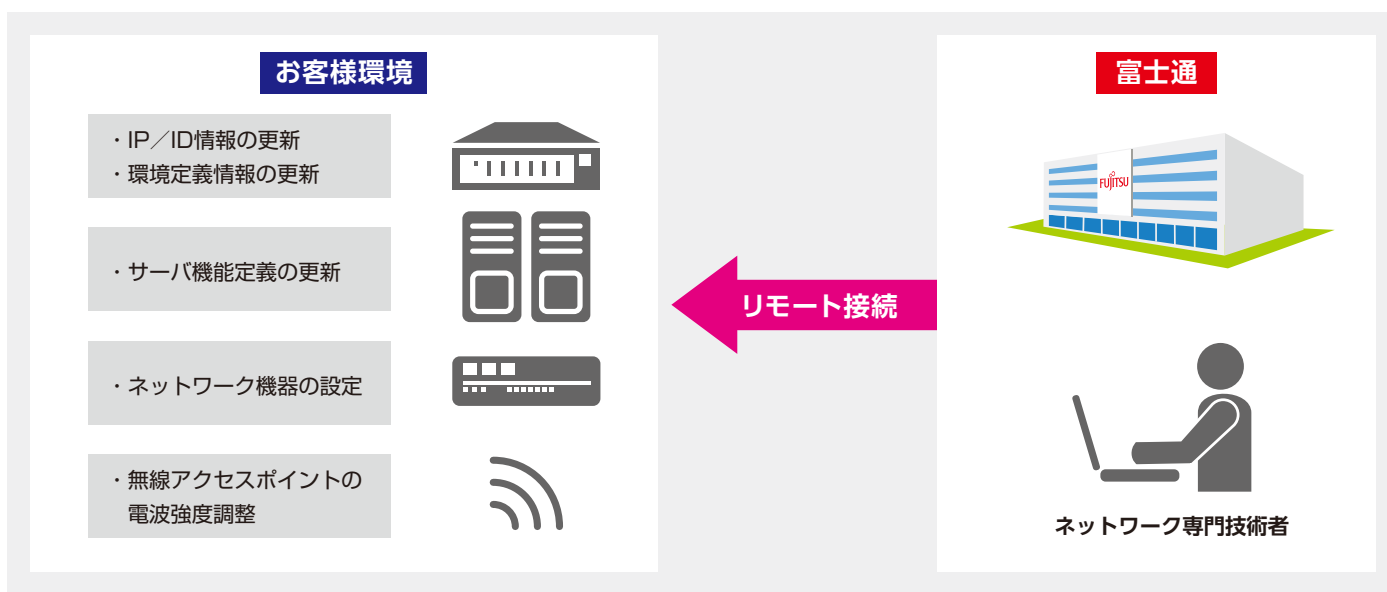 お客様環境
・IP／ID情報の更新
・環境定義情報の更新
・サーバ機能定義の更新
・ネットワーク機器の設定
・無線アクセスポイントの
電波強度調整
リモート接続
富士通
FUJITSU
ネットワーク専門技術者